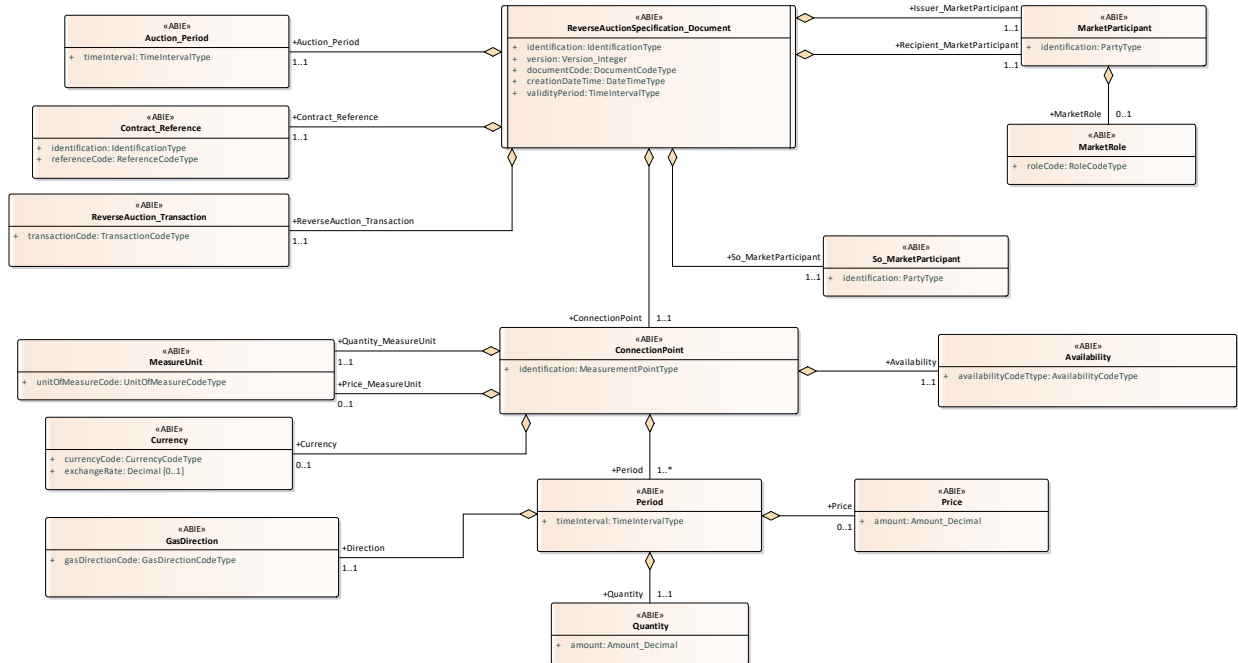 «ABIE»
Auction_Period
+ timeInterval: TimeIntervalType
+Auction_Period
1..1
«ABIE»
ReverseAuctionSpecification_Document
+ identification: IdentificationType
+ version: Version_Integer
+ documentCode: DocumentCodeType
+ creationDateTime: DateTimeType
+ validityPeriod: TimeIntervalType
+Issuer_MarketParticipant
1..1
+Recipient_MarketParticipant
1..1
«ABIE»
MarketParticipant
+ identification: PartyType
+MarketRole 0..1
«ABIE»
MarketRole
+ roleCode: RoleCodeType
«ABIE»
Contract_Reference
+ identification: IdentificationType
+ referenceCode: ReferenceCodeType
+Contract_Reference
1..1
«ABIE»
ReverseAuction_Transaction
+ transactionCode: TransactionCodeType
+ReverseAuction_Transaction
1..1
+So_MarketParticipant
1..1
«ABIE»
So_MarketParticipant
+ identification: PartyType
+ConnectionPoint 1..1
«ABIE»
ConnectionPoint
+ identification: MeasurementPointType
«ABIE»
MeasureUnit
+ unitOfMeasureCode: UnitOfMeasureCodeType
+Quantity_MeasureUnit
1..1
+Price_MeasureUnit
0..1
+Availability
1..1
«ABIE»
Availability
+ availabilityCodeTtype: AvailabilityCodeType
«ABIE»
Currency
+ currencyCode: CurrencyCodeType
+ exchangeRate: Decimal [0..1]
+Currency
0..1
+Period 1..*
«ABIE»
Period
+ timeInterval: TimeIntervalType
+Price
0..1
«ABIE»
Price
+ amount: Amount_Decimal
«ABIE»
GasDirection
+ gasDirectionCode: GasDirectionCodeType
+Direction
1..1
+Quantity 1..1
«ABIE»
Quantity
+ amount: Amount_Decimal